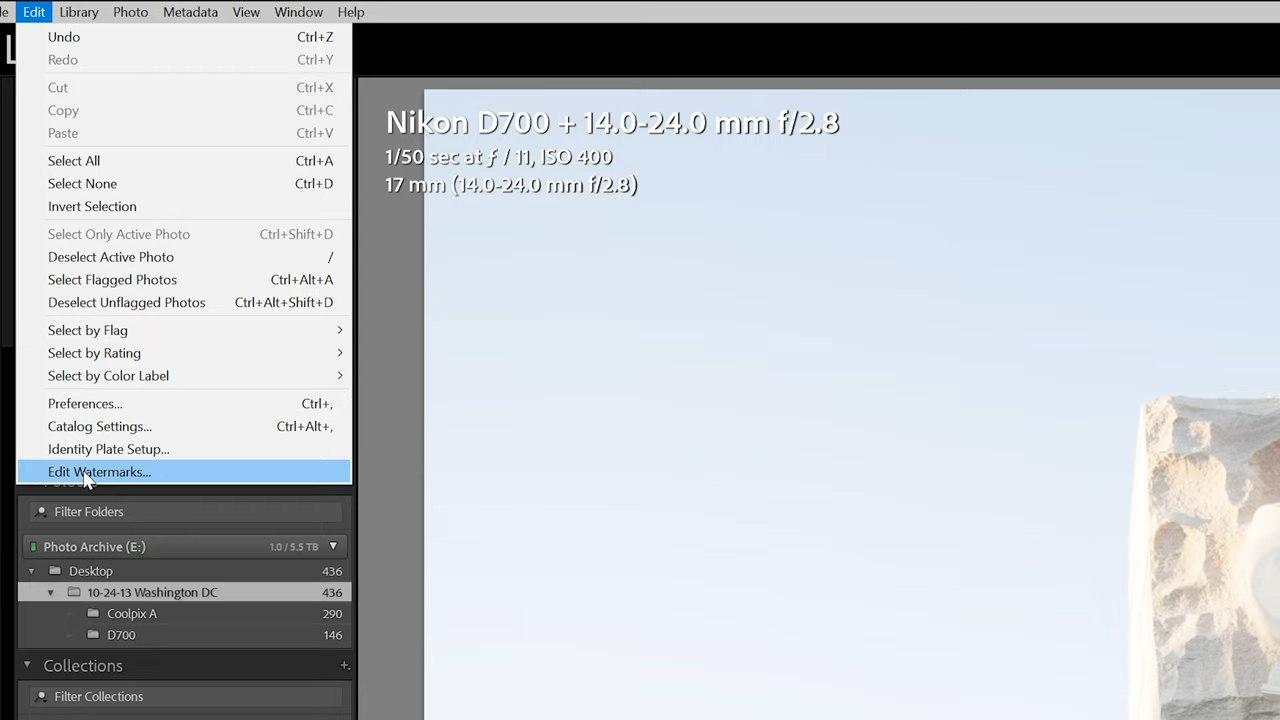 Edit Library Photo Metadata View Window Help
Undo Ctrl+Z
Redo Ctrl+Y
Cut Ctrl+X
Copy Ctrl+C
Paste Ctrl+V
Select All Ctrl+A
Select None Ctrl+D
Invert Selection
Select Only Active Photo Ctrl+Shift+D
Deselect Active Photo /
Select Flagged Photos Ctrl+Alt+A
Deselect Unflagged Photos Ctrl+Alt+Shift+D
Select by Flag
Select by Rating
Select by Color Label
Preferences... Ctrl+,
Catalog Settings... Ctrl+Alt+,
Identity Plate Setup...
Edit Watermarks...
Filter Folders
Photo Archive (E:) 1.0 / 5.5 TB
Desktop 436
10-24-13 Washington DC 436
Coolpix A 290
D700 146
Collections +
Filter Collections
Nikon D700 + 14.0-24.0 mm f/2.8
1/50 sec at ƒ / 11, ISO 400
17 mm (14.0-24.0 mm f/2.8)